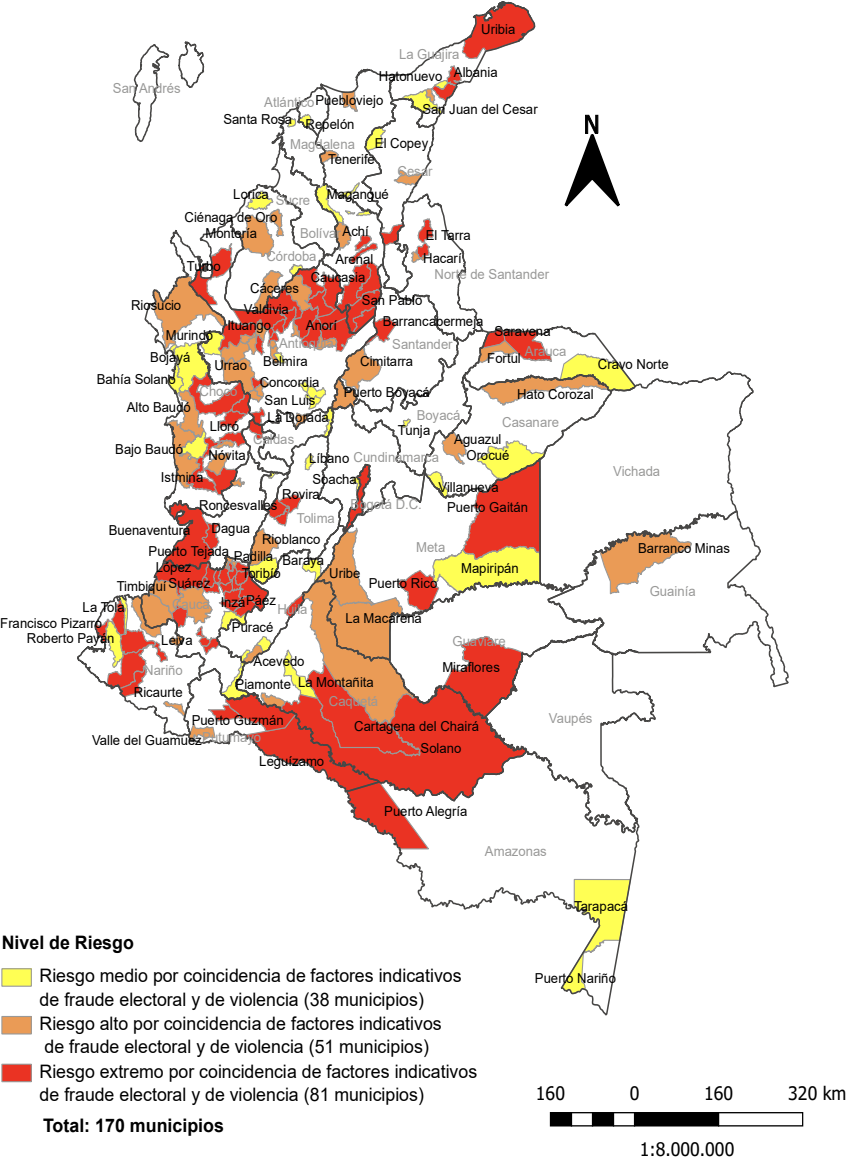 Uribia
La Guajira
Hatonuevo
Albania
San Andrés
Atlántico
Puebloviejo
San Juan del Cesar
Santa Rosa
Repelón
Magdalena
El Copey
Tenerife
Cesar
Lorica
Sucre
Magangué
Ciénaga de Oro
Montería
Bolíva
Achí
El Tarra
Córdoba
Arenal
Hacarí
Turbo
Norte de Santander
Caucasia
Cáceres
Riosucio
Valdivia
San Pablo
Ituango
Anorí
Barrancabermeja
Murindó
Antioquia
Santander
Saravena
Arauca
Bojayá
Urrao
Belmira
Cimitarra
Fortul
Cravo Norte
Bahía Solano
Concordia
Chocó
San Luis
Puerto Boyacá
Hato Corozal
Alto Baudó
La Dorada
Boyacá
Casanare
Lloró
Tunja
Caldas
Aguazul
Bajo Baudó
Nóvita
Líbano
Cundinamarca
Orocué
Vichada
Istmina
Soacha
Villanueva
Roncesvalles
Rovira
Bogotá D.C.
Puerto Gaitán
Tolima
Buenaventura
Dagua
Rioblanco
Meta
Barranco Minas
Puerto Tejada
Padilla
Baraya
López
Toribío
Uribe
Mapiripán
Timbiquí
Suárez
Puerto Rico
Guainía
La Tola
Cauca
Inzá
Páez
Huila
La Macarena
Francisco Pizarro
Puracé
Roberto Payán
Leiva
Guaviare
Acevedo
Miraflores
Nariño
Piamonte
La Montañita
Ricaurte
Caquetá
Vaupés
Puerto Guzmán
Cartagena del Chairá
Valle del Guamuez
Putumayo
Solano
Leguízamo
Puerto Alegría
Amazonas
Tarapacá
Puerto Nariño
N
Nivel de Riesgo
Riesgo medio por coincidencia de factores indicativos
de fraude electoral y de violencia (38 municipios)
Riesgo alto por coincidencia de factores indicativos
de fraude electoral y de violencia (51 municipios)
Riesgo extremo por coincidencia de factores indicativos
de fraude electoral y de violencia (81 municipios)
Total: 170 municipios
160 0 160 320 km
1:8.000.000